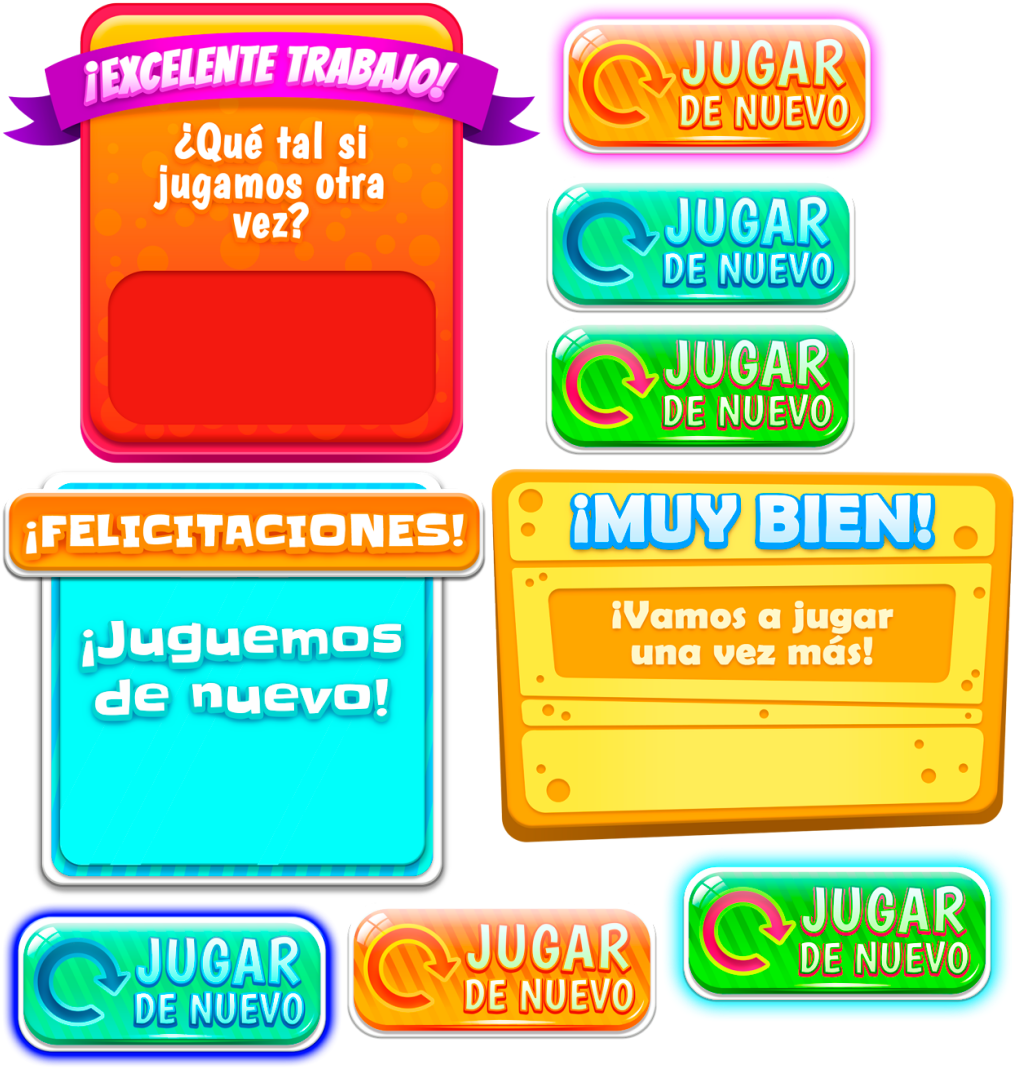 ¡EXCELENTE TRABAJO!
¿Qué tal si
jugamos otra
vez?
JUGAR
DE NUEVO
JUGAR
DE NUEVO
JUGAR
DE NUEVO
¡FELICITACIONES!
¡Juguemos
de nuevo!
¡MUY BIEN!
¡Vamos a jugar
una vez más!
JUGAR
DE NUEVO
JUGAR
DE NUEVO
JUGAR
DE NUEVO